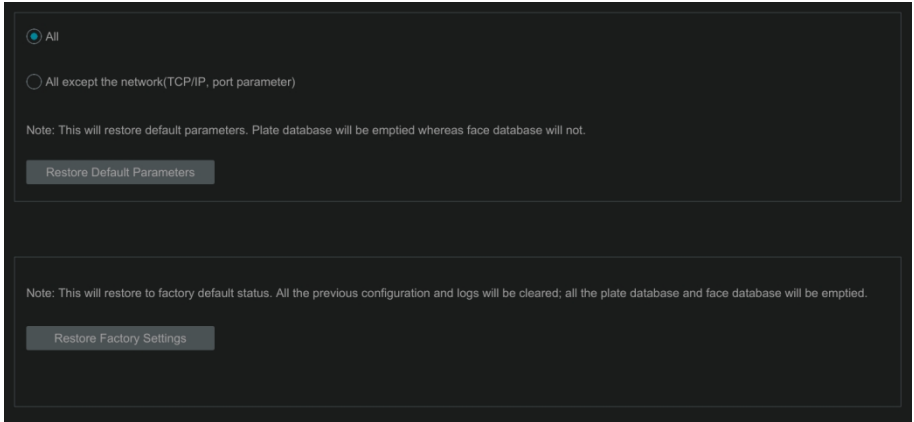 All
All except the network(TCP/IP, port parameter)
Note: This will restore default parameters. Plate database will be emptied whereas face database will not.
Restore Default Parameters
Note: This will restore to factory default status. All the previous configuration and logs will be cleared; all the plate database and face database will be emptied.
Restore Factory Settings